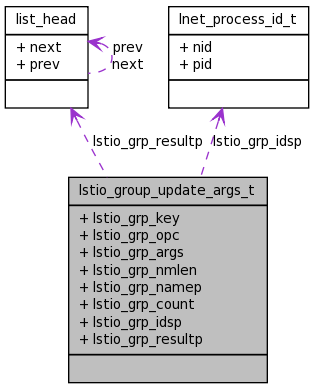 list_head
+ next
+ prev
prev
next
lnet_process_id_t
+ nid
+ pid
lstio_grp_resultp
lstio_grp_idsp
lstio_group_update_args_t
+ lstio_grp_key
+ lstio_grp_opc
+ lstio_grp_args
+ lstio_grp_nmlen
+ lstio_grp_namep
+ lstio_grp_count
+ lstio_grp_idsp
+ lstio_grp_resultp